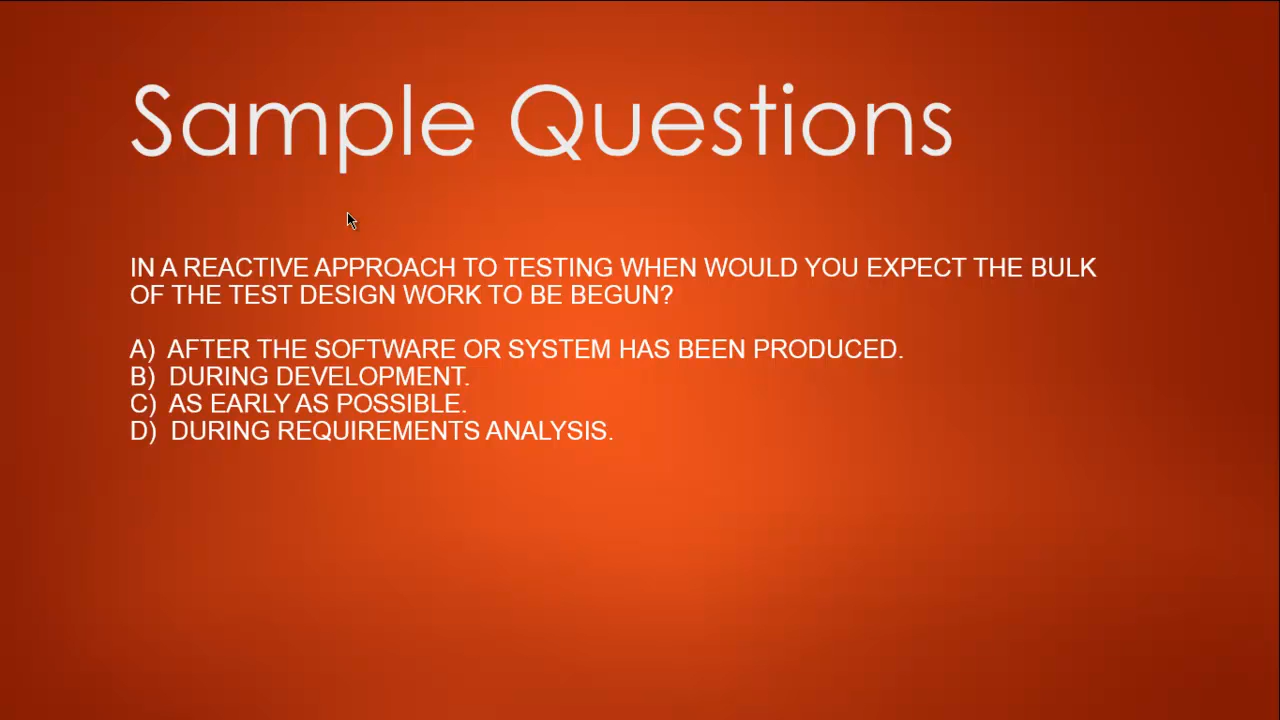 Sample Questions
IN A REACTIVE APPROACH TO TESTING WHEN WOULD YOU EXPECT THE BULK
OF THE TEST DESIGN WORK TO BE BEGUN?
A) AFTER THE SOFTWARE OR SYSTEM HAS BEEN PRODUCED.
B) DURING DEVELOPMENT.
C) AS EARLY AS POSSIBLE.
D) DURING REQUIREMENTS ANALYSIS.